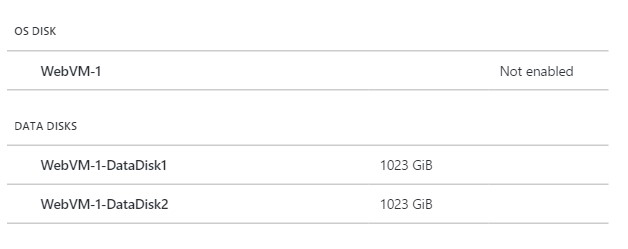 OS DISK
WebVM-1 Not enabled
DATA DISKS
WebVM-1-DataDisk1 1023 GiB
WebVM-1-DataDisk2 1023 GiB